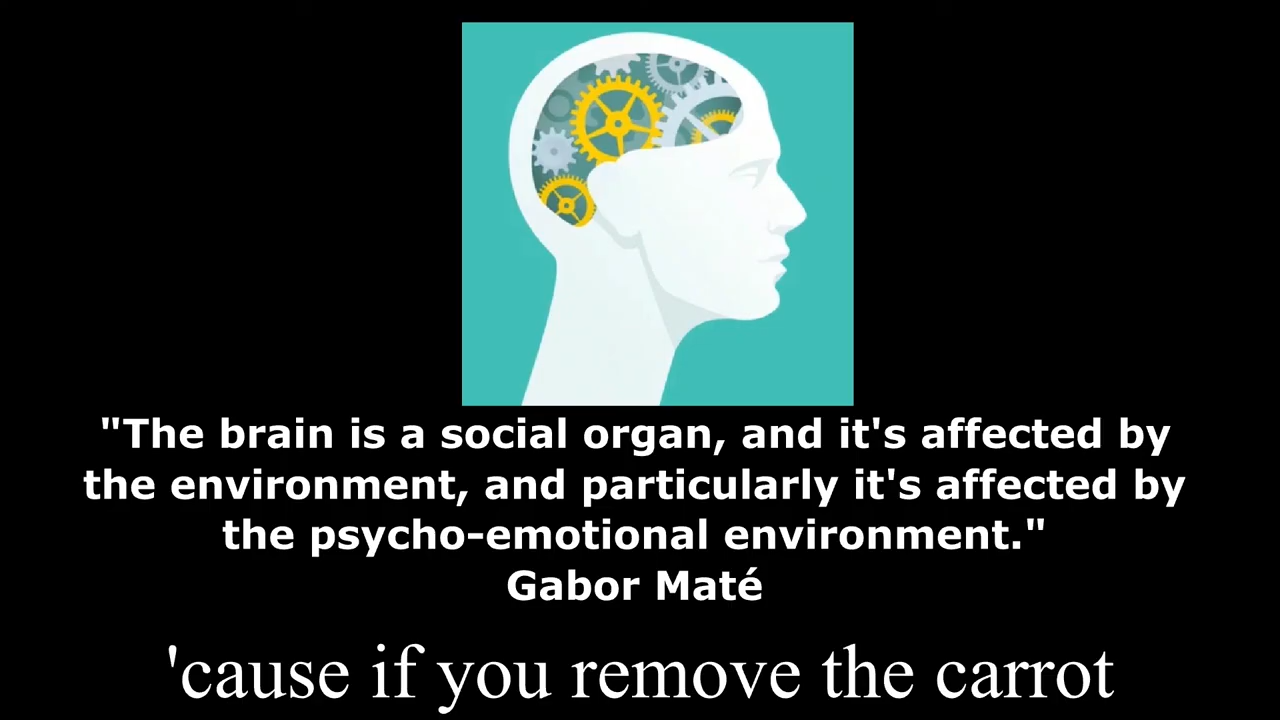 "The brain is a social organ, and it's affected by
the environment, and particularly it's affected by
the psycho-emotional environment."
Gabor Maté
'cause if you remove the carrot